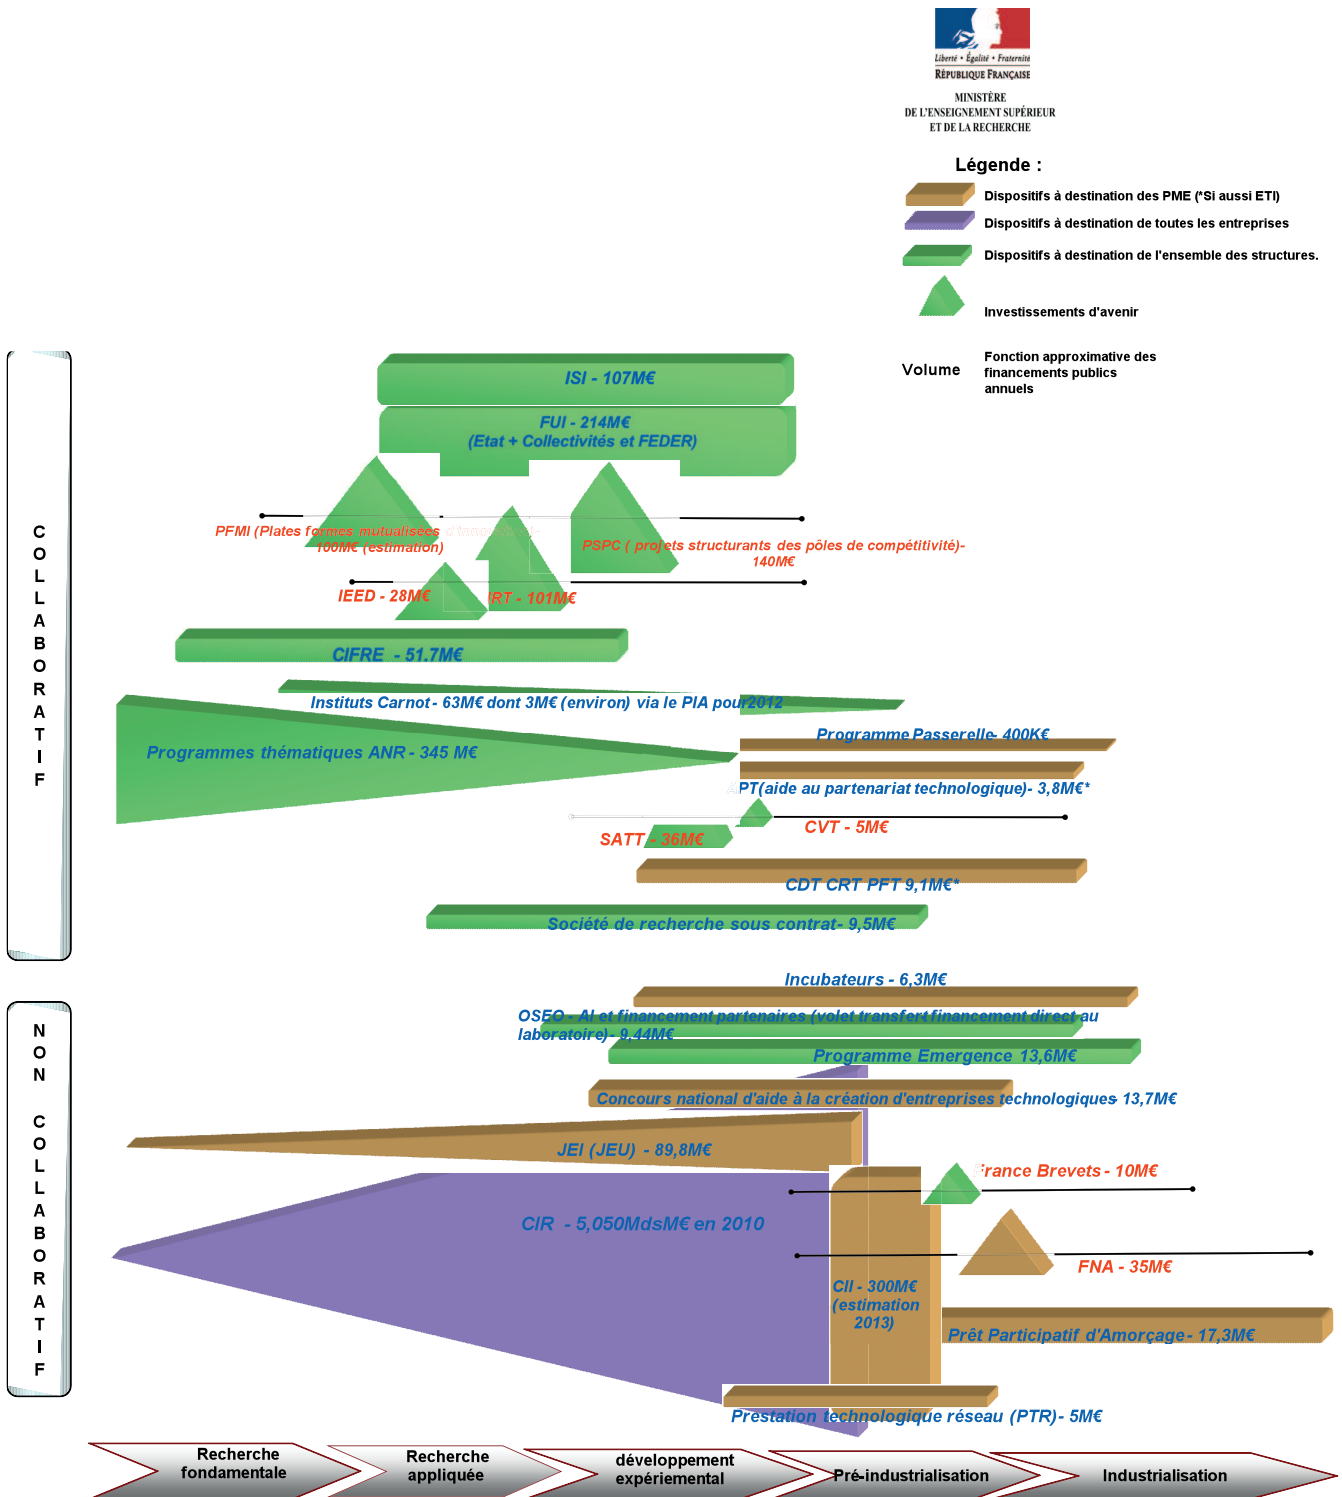 Liberté • Égalité • Fraternité
RÉPUBLIQUE FRANÇAISE
MINISTÈRE
DE L'ENSEIGNEMENT SUPÉRIEUR
ET DE LA RECHERCHE
Légende :
Dispositifs à destination des PME (*Si aussi ETI)
Dispositifs à destination de toutes les entreprises
Dispositifs à destination de l'ensemble des structures.
Investissements d'avenir
Volume
Fonction approximative des
financements publics
annuels
COLLABORATIF
ISI - 107M€
FUI - 214M€
(Etat + Collectivités et FEDER)
PFMI (Plates formes mutualisées
100M€ (estimation)
PSPC ( projets structurants des pôles de compétitivité)-
140M€
IEED - 28M€
IRT - 101M€
CIFRE - 51.7M€
Instituts Carnot - 63M€ dont 3M€ (environ) via le PIA pour2012
Programmes thématiques ANR - 345 M€
Programme Passerelle- 400K€
APT(aide au partenariat technologique)- 3,8M€*
CVT - 5M€
SATT - 36M€
CDT CRT PFT 9,1M€*
Société de recherche sous contrat- 9,5M€
NON COLLABORATIF
Incubateurs - 6,3M€
OSEO - AI et financement partenaires (volet transfert financement direct au
laboratoire)- 9,44M€
Programme Emergence 13,6M€
Concours national d'aide à la création d'entreprises technologiques- 13,7M€
JEI (JEU) - 89,8M€
France Brevets - 10M€
CIR - 5,050MdsM€ en 2010
FNA - 35M€
CII - 300M€
(estimation
2013)
Prêt Participatif d'Amorçage - 17,3M€
Prestation technologique réseau (PTR)- 5M€
Recherche
fondamentale
Recherche
appliquée
développement
expériemental
Pré-industrialisation
Industrialisation